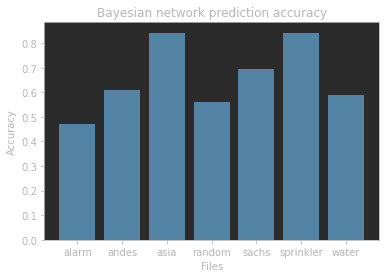 Bayesian network prediction accuracy
Accuracy
0.8
0.7
0.6
0.5
0.4
0.3
0.2
0.1
0.0
alarm andes asia random sachs sprinkler water
Files